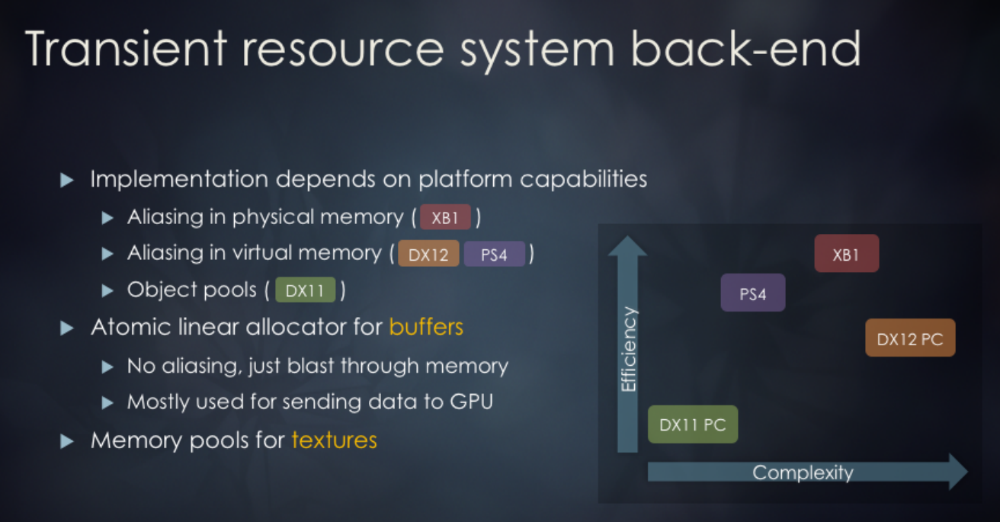 Transient resource system back-end
Implementation depends on platform capabilities
Aliasing in physical memory ( XB1 )
Aliasing in virtual memory ( DX12 PS4 )
Object pools ( DX11 )
Atomic linear allocator for buffers
No aliasing, just blast through memory
Mostly used for sending data to GPU
Memory pools for textures
Efficiency
XB1
PS4
DX12 PC
DX11 PC
Complexity